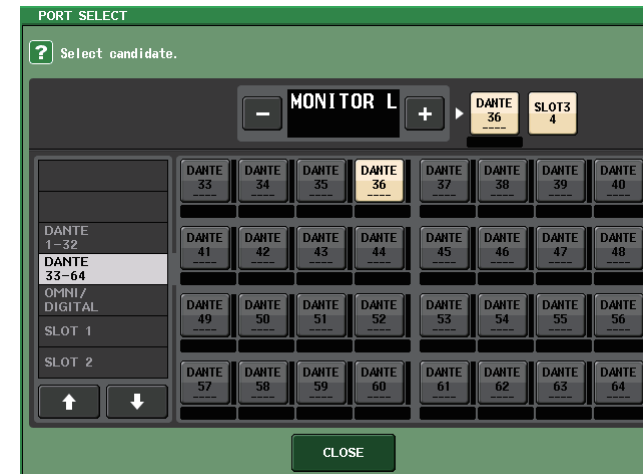 PORT SELECT
? Select candidate.
− MONITOR L +
DANTE 36 ----
SLOT3 4
DANTE 1-32
DANTE 33-64
OMNI/ DIGITAL
SLOT 1
SLOT 2
DANTE 33 ---- DANTE 34 ---- DANTE 35 ---- DANTE 36 ---- DANTE 37 ---- DANTE 38 ---- DANTE 39 ---- DANTE 40 ----
DANTE 41 ---- DANTE 42 ---- DANTE 43 ---- DANTE 44 ---- DANTE 45 ---- DANTE 46 ---- DANTE 47 ---- DANTE 48 ----
DANTE 49 ---- DANTE 50 ---- DANTE 51 ---- DANTE 52 ---- DANTE 53 ---- DANTE 54 ---- DANTE 55 ---- DANTE 56 ----
DANTE 57 ---- DANTE 58 ---- DANTE 59 ---- DANTE 60 ---- DANTE 61 ---- DANTE 62 ---- DANTE 63 ---- DANTE 64 ----
CLOSE